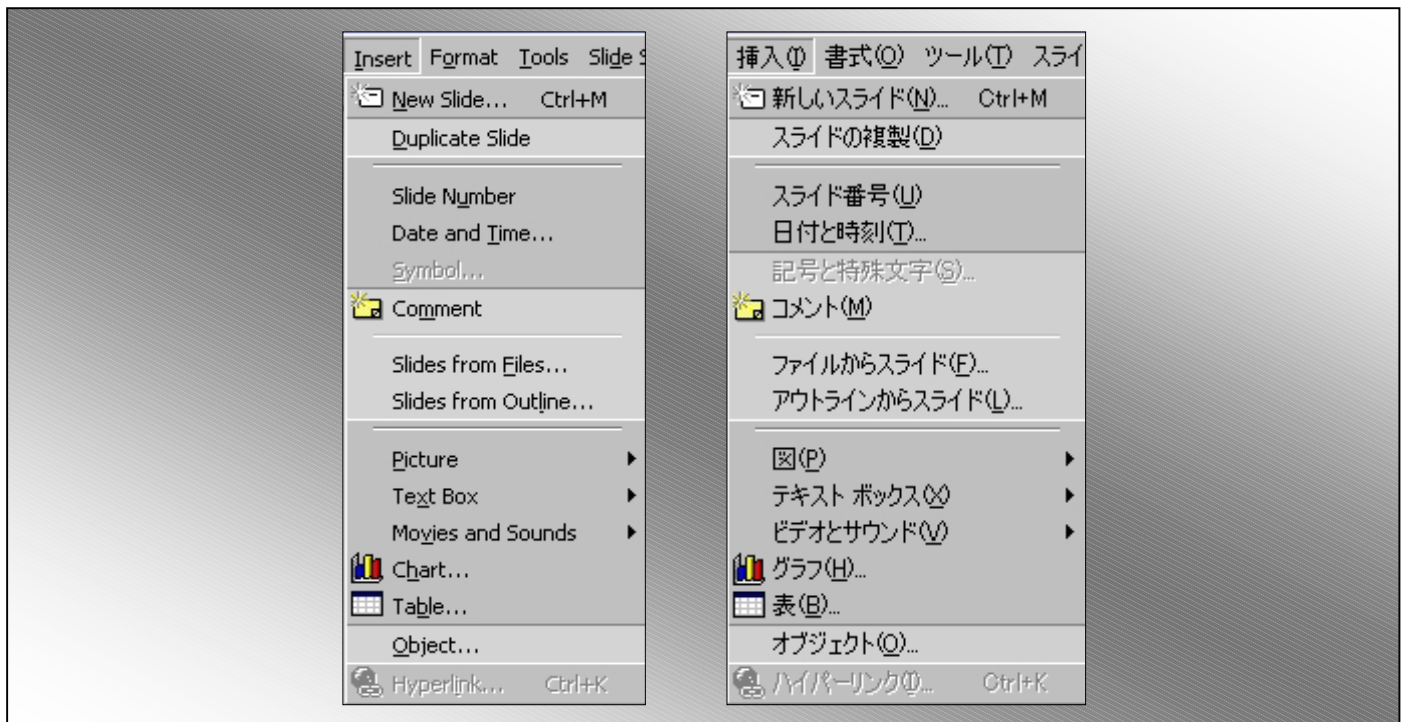 Insert Format Tools Slide S
New Slide... Ctrl+M
Duplicate Slide
Slide Number
Date and Time...
Symbol...
Comment
Slides from Files...
Slides from Outline...
Picture
Text Box
Movies and Sounds
Chart...
Table...
Object...
Hyperlink... Ctrl+K
挿入(I) 書式(O) ツール(T) スライ
新しいスライド(N)... Ctrl+M
スライドの複製(D)
スライド番号(U)
日付と時刻(T)...
記号と特殊文字(S)...
コメント(M)
ファイルからスライド(F)...
アウトラインからスライド(L)...
図(P)
テキスト ボックス(X)
ビデオとサウンド(V)
グラフ(H)...
表(B)...
オブジェクト(O)...
ハイパーリンク(I)... Ctrl+K